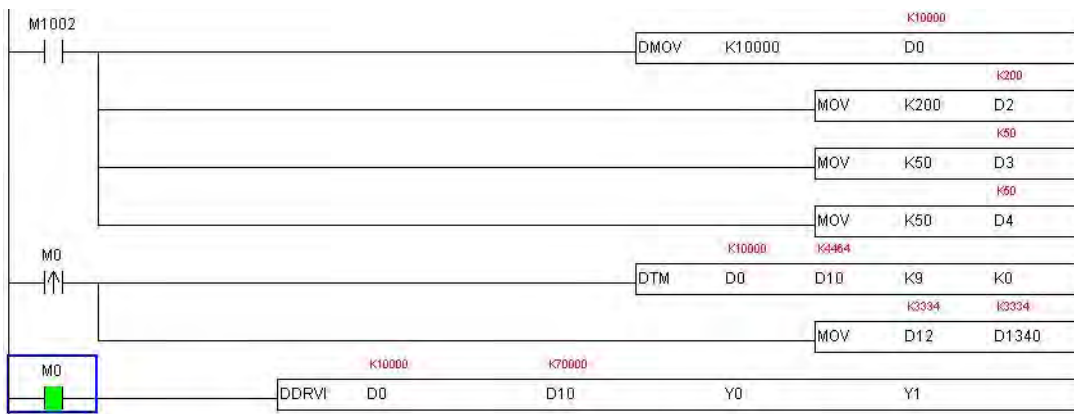 M1002 K10000
DMOV K10000 D0
K200
MOV K200 D2
K50
MOV K50 D3
K50
MOV K50 D4
M0 K10000 K4464
DTM D0 D10 K9 K0
K3334 K3334
MOV D12 D1340
M0 K10000 K70000
DDRVI D0 D10 Y0 Y1